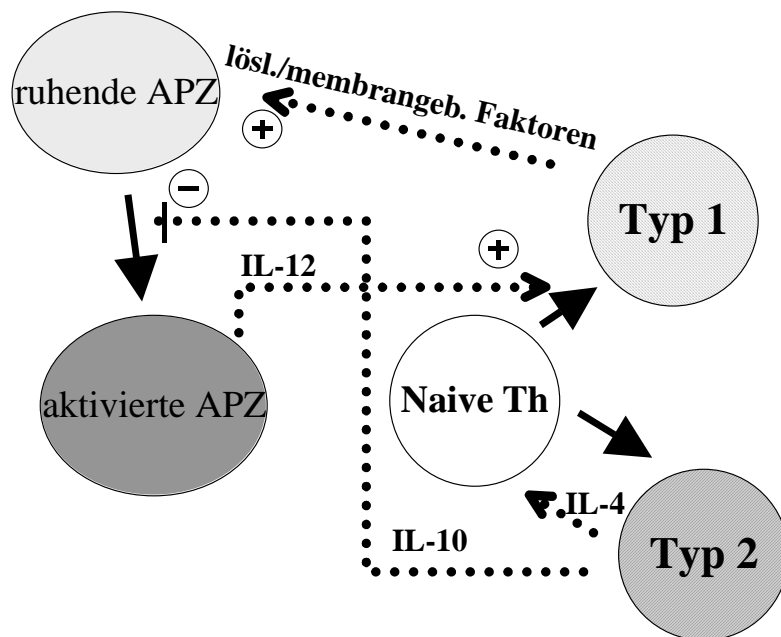 ruhende APZ
lösl./membrangeb. Faktoren
+
−
Typ 1
+
IL-12
aktivierte APZ
Naive Th
IL-4
IL-10
Typ 2